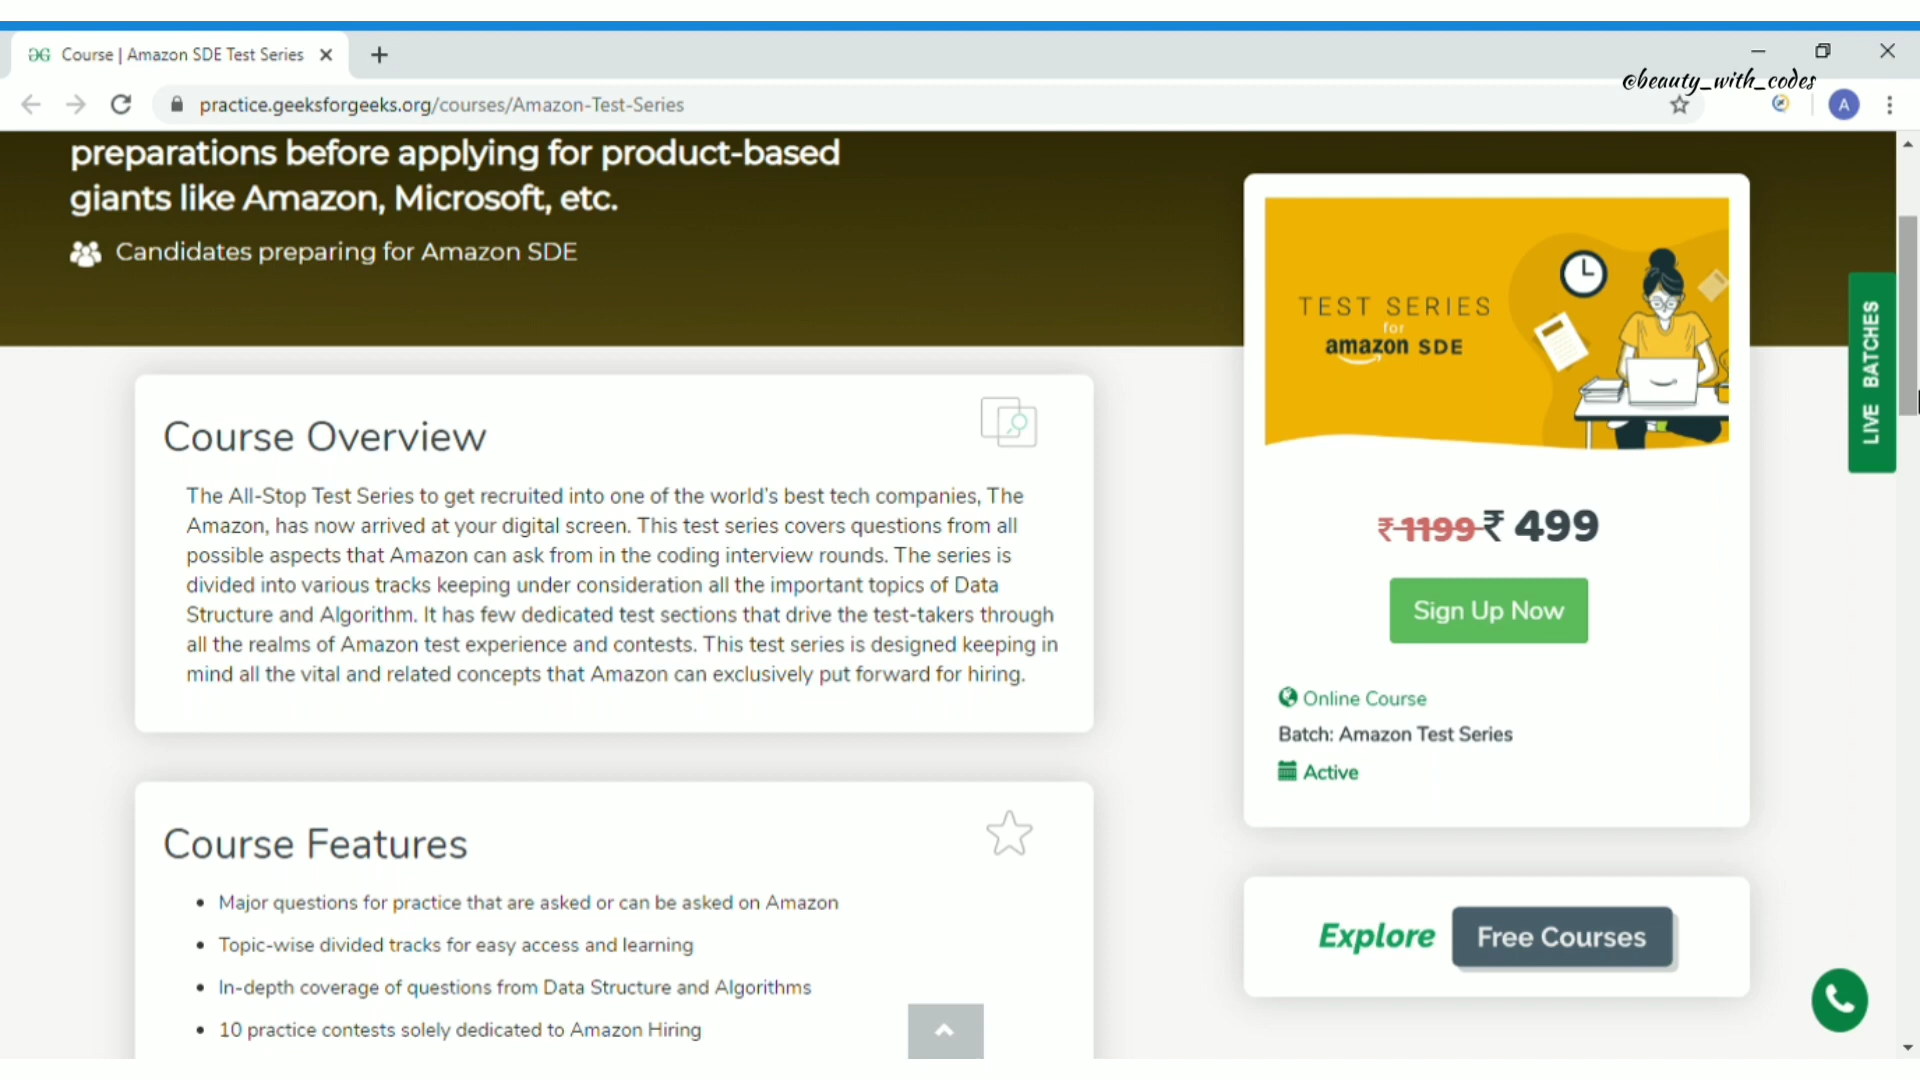 Course | Amazon SDE Test Series
@beauty_with_codes
practice.geeksforgeeks.org/courses/Amazon-Test-Series
A
preparations before applying for product-based
giants like Amazon, Microsoft, etc.
Candidates preparing for Amazon SDE
TEST SERIES
for
amazon SDE
LIVE BATCHES
Course Overview
The All-Stop Test Series to get recruited into one of the world's best tech companies, The
Amazon, has now arrived at your digital screen. This test series covers questions from all
possible aspects that Amazon can ask from in the coding interview rounds. The series is
divided into various tracks keeping under consideration all the important topics of Data
Structure and Algorithm. It has few dedicated test sections that drive the test-takers through
all the realms of Amazon test experience and contests. This test series is designed keeping in
mind all the vital and related concepts that Amazon can exclusively put forward for hiring.
₹ 1199 ₹ 499
Sign Up Now
Online Course
Batch: Amazon Test Series
Active
Course Features
• Major questions for practice that are asked or can be asked on Amazon
• Topic-wise divided tracks for easy access and learning
• In-depth coverage of questions from Data Structure and Algorithms
• 10 practice contests solely dedicated to Amazon Hiring
Explore Free Courses